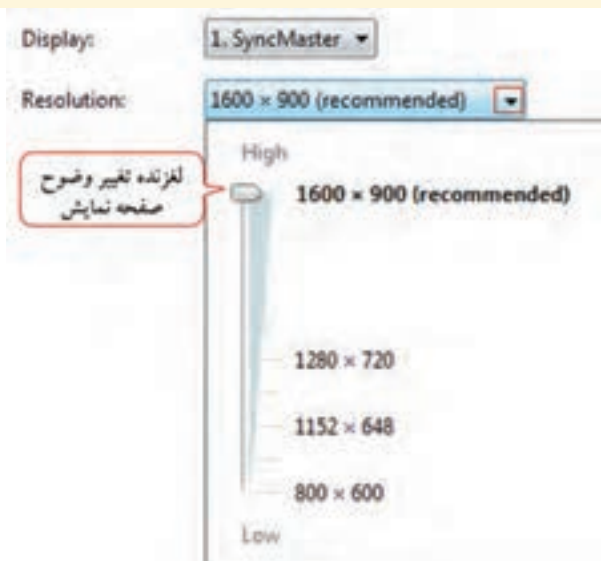 Display: 1. SyncMaster
Resolution: 1600 × 900 (recommended)
High
لغزنده تغییر وضوح
صفحه نمایش
1600 × 900 (recommended)
1280 × 720
1152 × 648
800 × 600
Low